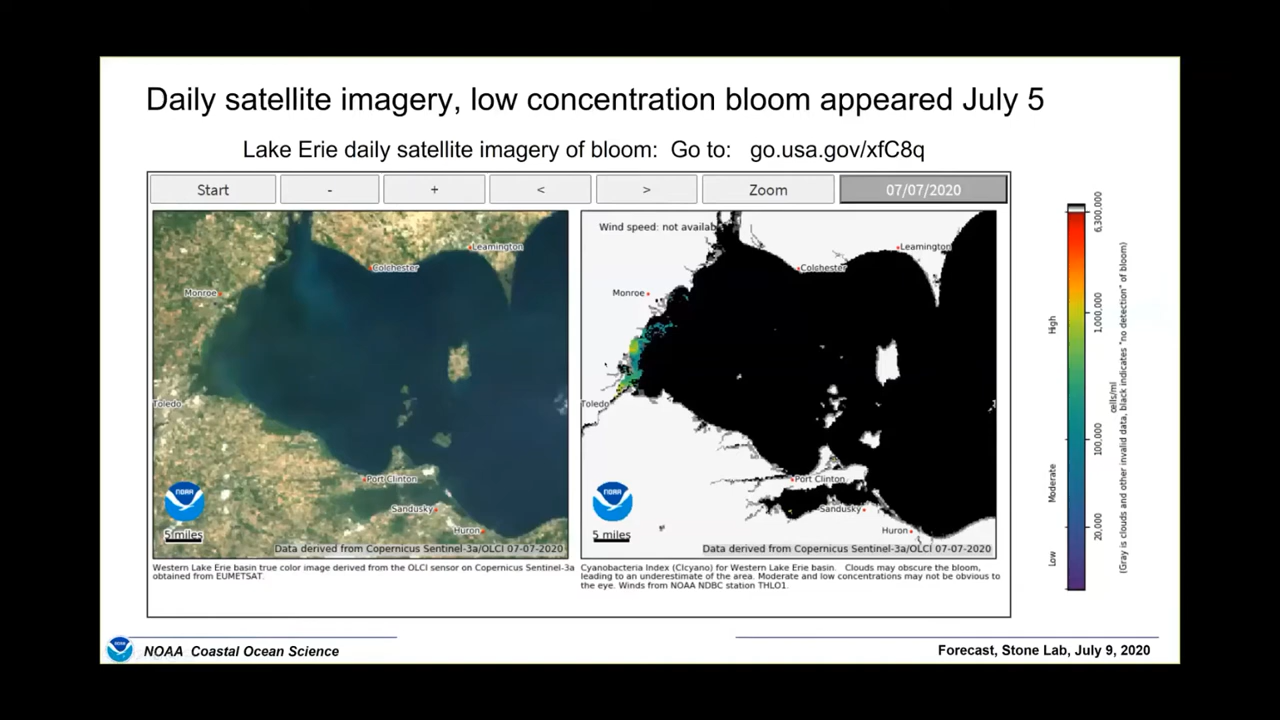 Daily satellite imagery, low concentration bloom appeared July 5
Lake Erie daily satellite imagery of bloom: Go to: go.usa.gov/xfC8q
Start - + < > Zoom 07/07/2020
Leamington
Colchester
Monroe
Toledo
Port Clinton
Sandusky
Huron
NOAA
5 miles
Data derived from Copernicus Sentinel-3a/OLCI 07-07-2020
Western Lake Erie basin true color image derived from the OLCI sensor on Copernicus Sentinel-3a
obtained from EUMETSAT.
Wind speed: not availab
Leamington
Colchester
Monroe
Toledo
Port Clinton
Sandusky
Huron
NOAA
5 miles
Data derived from Copernicus Sentinel-3a/OLCI 07-07-2020
Cyanobacteria Index (CIcyano) for Western Lake Erie basin. Clouds may obscure the bloom,
leading to an underestimate of the area. Moderate and low concentrations may not be obvious to
the eye. Winds from NOAA NDBC station THLO1.
High
Moderate
Low
6,300,000
1,000,000
100,000
20,000
cells/ml
(Gray is clouds and other invalid data, black indicates "no detection" of bloom)
NOAA Coastal Ocean Science
Forecast, Stone Lab, July 9, 2020